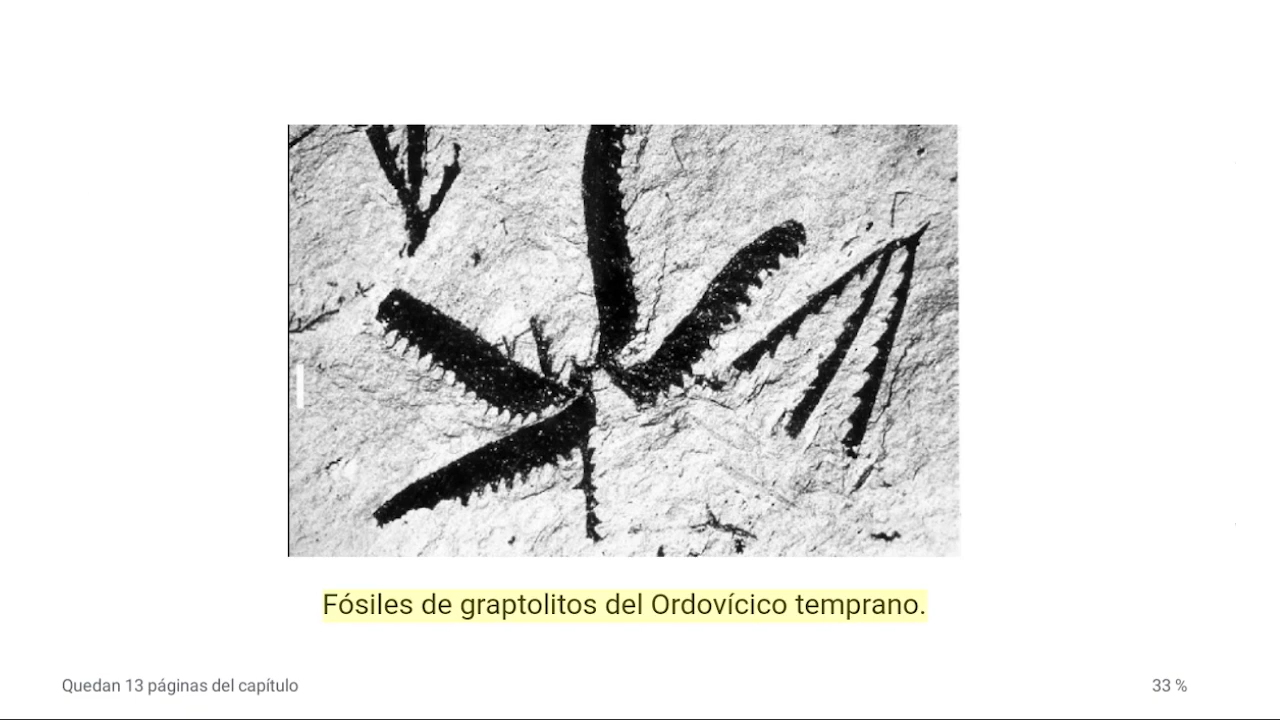 Fósiles de graptolitos del Ordovícico temprano.
Quedan 13 páginas del capítulo
33 %